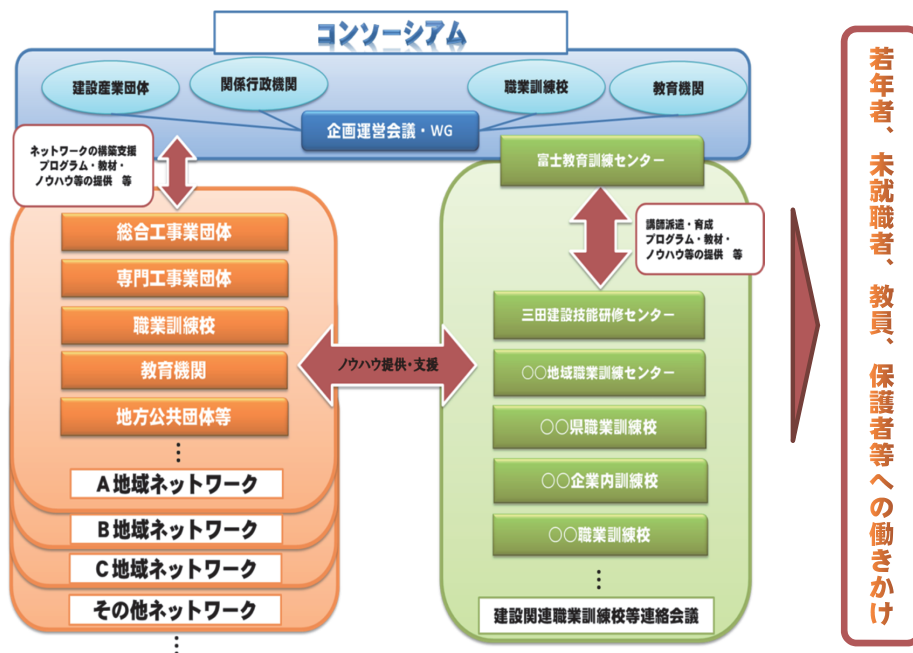 コンソーシアム
建設産業団体
関係行政機関
職業訓練校
教育機関
企画運営会議・WG
ネットワークの構築支援
プログラム・教材・
ノウハウ等の提供　等
総合工事業団体
専門工事業団体
職業訓練校
教育機関
地方公共団体等
⋮
A地域ネットワーク
B地域ネットワーク
C地域ネットワーク
その他ネットワーク
⋮
ノウハウ提供・支援
富士教育訓練センター
講師派遣・育成
プログラム・教材・
ノウハウ等の提供　等
三田建設技能研修センター
〇〇地域職業訓練センター
〇〇県職業訓練校
〇〇企業内訓練校
〇〇職業訓練校
⋮
建設関連職業訓練校等連絡会議
若年者、未就職者、教員、保護者等への働きかけ